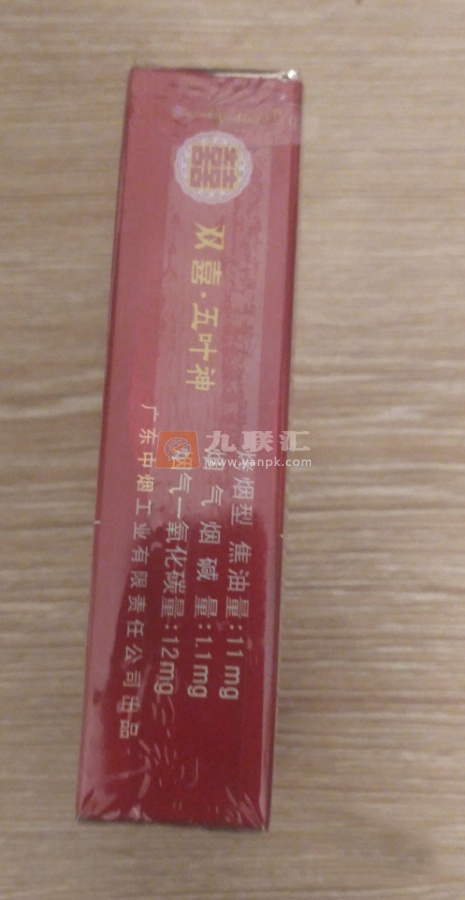 囍
双喜·五叶神
烤烟型 焦油量:11mg
烟气烟碱量:1.1mg
烟气一氧化碳量:12mg
广东中烟工业有限责任公司出品
九联汇
www.yanpk.com